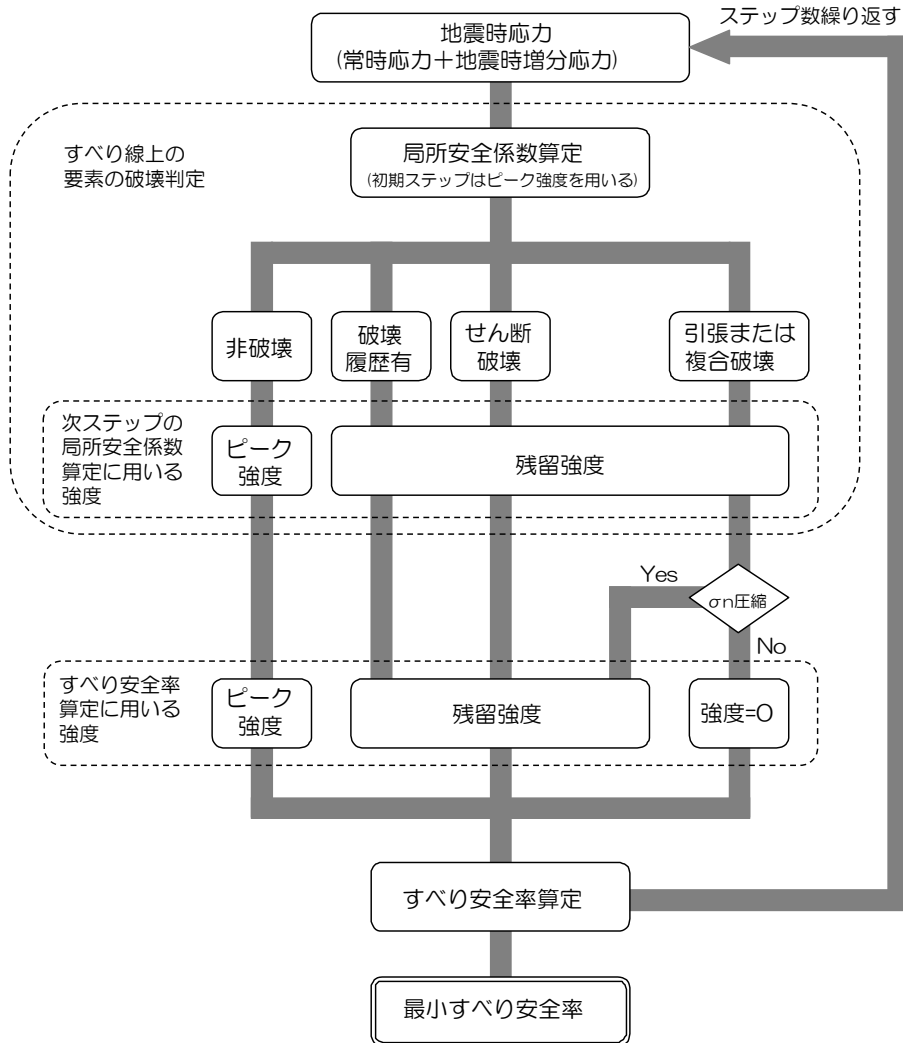 ステップ数繰り返す
地震時応力
(常時応力＋地震時増分応力)
すべり線上の
要素の破壊判定
局所安全係数算定
(初期ステップはピーク強度を用いる)
非破壊
破壊
履歴有
せん断
破壊
引張または
複合破壊
次ステップの
局所安全係数
算定に用いる
強度
ピーク
強度
残留強度
Yes
σn圧縮
No
すべり安全率
算定に用いる
強度
ピーク
強度
残留強度
強度=0
すべり安全率算定
最小すべり安全率